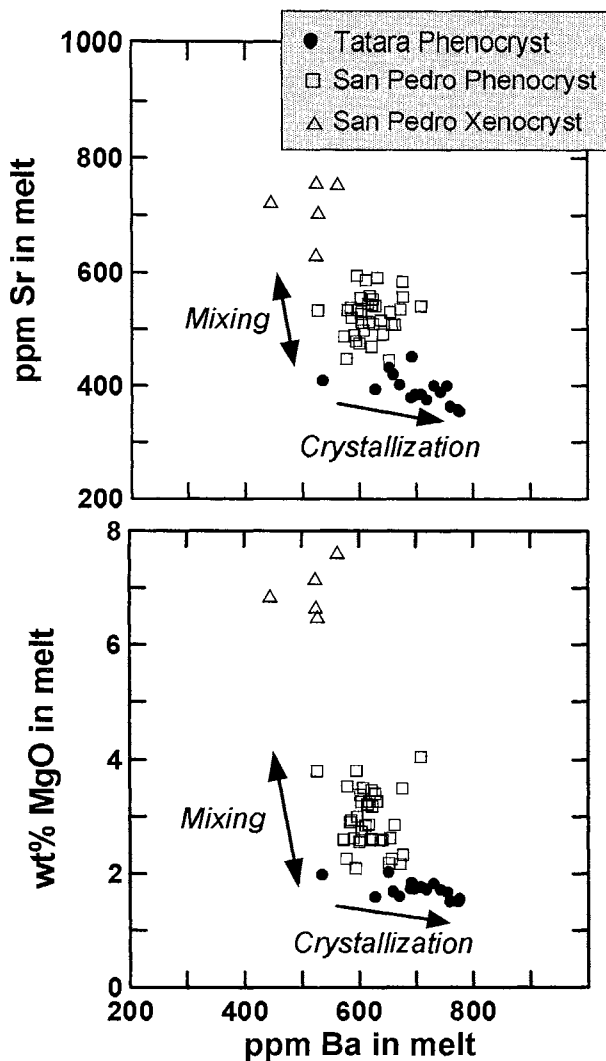 1000
Tatara Phenocryst
San Pedro Phenocryst
San Pedro Xenocryst
800
600
400
200
ppm Sr in melt
Mixing
Crystallization
8
6
4
2
0
wt% MgO in melt
Mixing
Crystallization
200 400 600 800
ppm Ba in melt